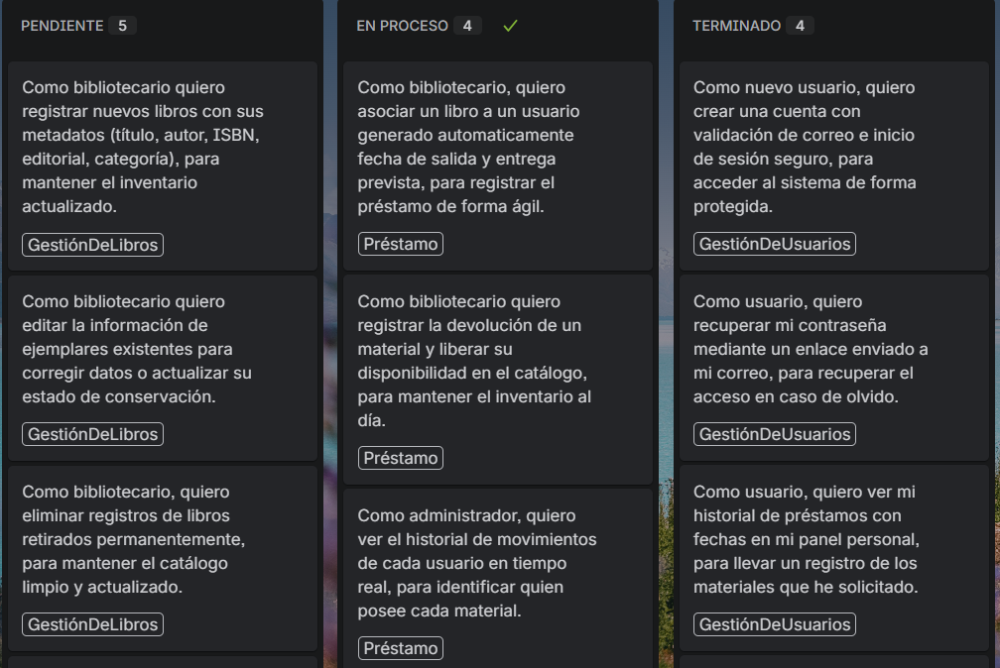 PENDIENTE 5
Como bibliotecario quiero
registrar nuevos libros con sus
metadatos (título, autor, ISBN,
editorial, categoría), para
mantener el inventario
actualizado.
GestiónDeLibros
Como bibliotecario quiero
editar la información de
ejemplares existentes para
corregir datos o actualizar su
estado de conservación.
GestiónDeLibros
Como bibliotecario, quiero
eliminar registros de libros
retirados permanentemente,
para mantener el catálogo
limpio y actualizado.
GestiónDeLibros
EN PROCESO 4
Como bibliotecario, quiero
asociar un libro a un usuario
generado automaticamente
fecha de salida y entrega
prevista, para registrar el
préstamo de forma ágil.
Préstamo
Como bibliotecario quiero
registrar la devolución de un
material y liberar su
disponibilidad en el catálogo,
para mantener el inventario al
día.
Préstamo
Como administrador, quiero
ver el historial de movimientos
de cada usuario en tiempo
real, para identificar quien
posee cada material.
Préstamo
TERMINADO 4
Como nuevo usuario, quiero
crear una cuenta con
validación de correo e inicio
de sesión seguro, para
acceder al sistema de forma
protegida.
GestiónDeUsuarios
Como usuario, quiero
recuperar mi contraseña
mediante un enlace enviado a
mi correo, para recuperar el
acceso en caso de olvido.
GestiónDeUsuarios
Como usuario, quiero ver mi
historial de préstamos con
fechas en mi panel personal,
para llevar un registro de los
materiales que he solicitado.
GestiónDeUsuarios